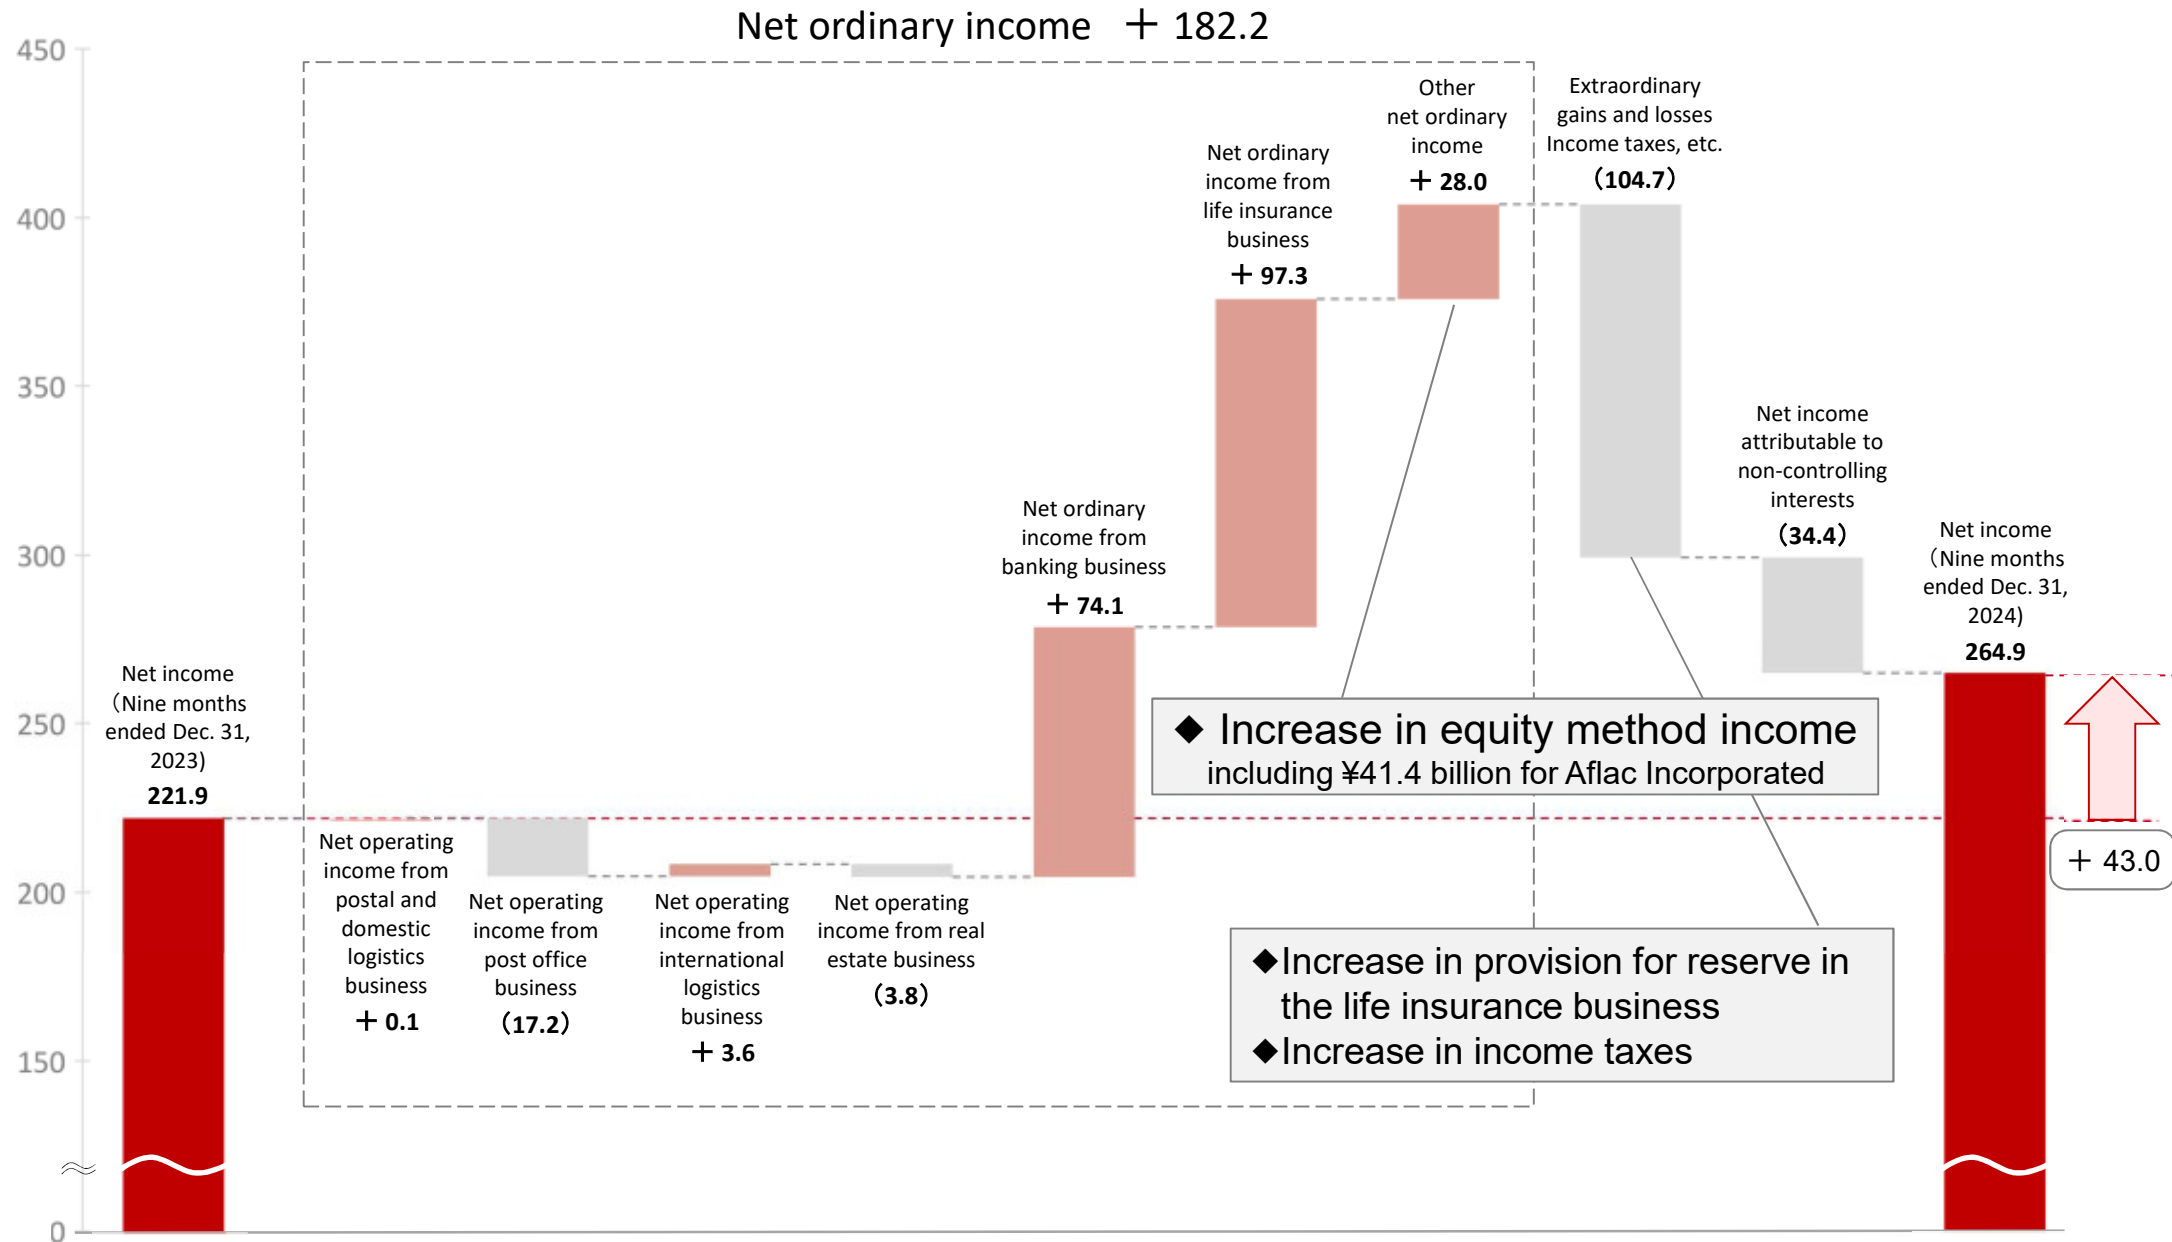 Net ordinary income ＋ 182.2
450
400
350
300
250
200
150
0
Net income
（Nine months
ended Dec. 31,
2023)
221.9
Net operating
income from
postal and
domestic
logistics
business
＋ 0.1
Net operating
income from
post office
business
（17.2）
Net operating
income from
international
logistics
business
＋ 3.6
Net operating
income from real
estate business
（3.8）
Net ordinary
income from
banking business
＋ 74.1
Net ordinary
income from
life insurance
business
＋ 97.3
Other
net ordinary
income
＋ 28.0
Extraordinary
gains and losses
Income taxes, etc.
（104.7）
Net income
attributable to
non-controlling
interests
（34.4）
Net income
（Nine months
ended Dec. 31,
2024)
264.9
◆ Increase in equity method income
including ¥41.4 billion for Aflac Incorporated
◆Increase in provision for reserve in
the life insurance business
◆Increase in income taxes
＋ 43.0